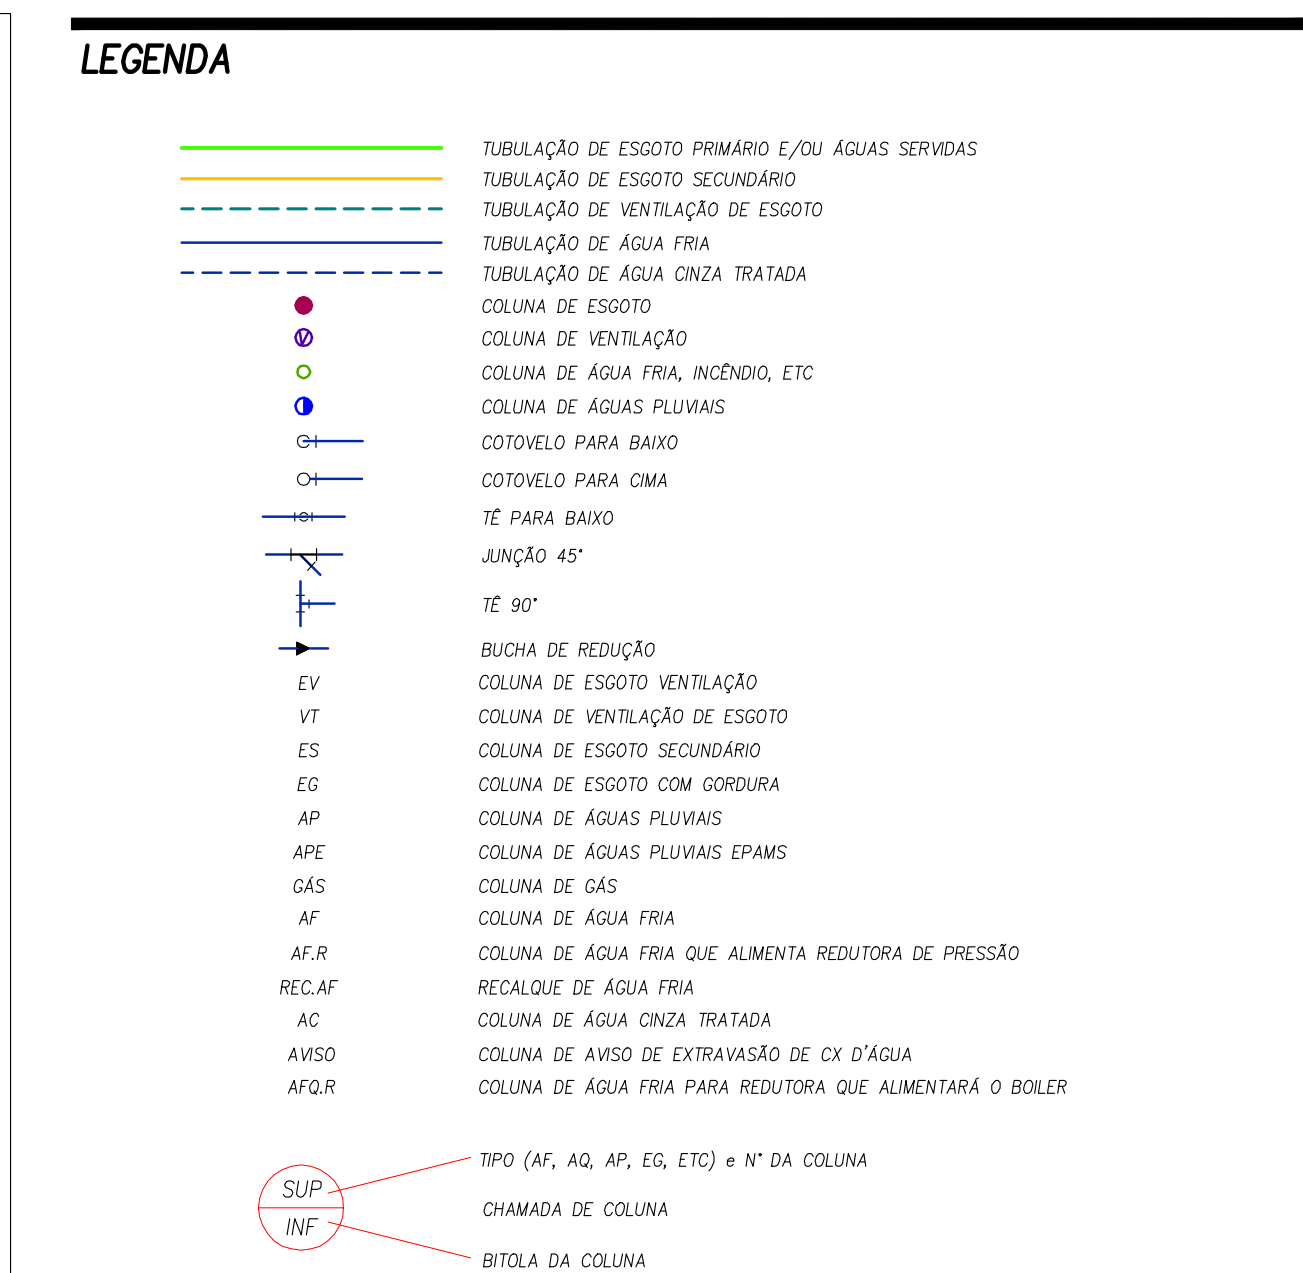 LEGENDA
TUBULAÇÃO DE ESGOTO PRIMÁRIO E/OU ÁGUAS SERVIDAS
TUBULAÇÃO DE ESGOTO SECUNDÁRIO
TUBULAÇÃO DE VENTILAÇÃO DE ESGOTO
TUBULAÇÃO DE ÁGUA FRIA
TUBULAÇÃO DE ÁGUA CINZA TRATADA
COLUNA DE ESGOTO
V COLUNA DE VENTILAÇÃO
COLUNA DE ÁGUA FRIA, INCÊNDIO, ETC
COLUNA DE ÁGUAS PLUVIAIS
COTOVELO PARA BAIXO
COTOVELO PARA CIMA
TÊ PARA BAIXO
JUNÇÃO 45°
TÊ 90°
BUCHA DE REDUÇÃO
EV COLUNA DE ESGOTO VENTILAÇÃO
VT COLUNA DE VENTILAÇÃO DE ESGOTO
ES COLUNA DE ESGOTO SECUNDÁRIO
EG COLUNA DE ESGOTO COM GORDURA
AP COLUNA DE ÁGUAS PLUVIAIS
APE COLUNA DE ÁGUAS PLUVIAIS EPAMS
GÁS COLUNA DE GÁS
AF COLUNA DE ÁGUA FRIA
AF.R COLUNA DE ÁGUA FRIA QUE ALIMENTA REDUTORA DE PRESSÃO
REC.AF RECALQUE DE ÁGUA FRIA
AC COLUNA DE ÁGUA CINZA TRATADA
AVISO COLUNA DE AVISO DE EXTRAVASÃO DE CX D'ÁGUA
AFQ.R COLUNA DE ÁGUA FRIA PARA REDUTORA QUE ALIMENTARÁ O BOILER
TIPO (AF, AQ, AP, EG, ETC) e N° DA COLUNA
SUP
CHAMADA DE COLUNA
INF
BITOLA DA COLUNA